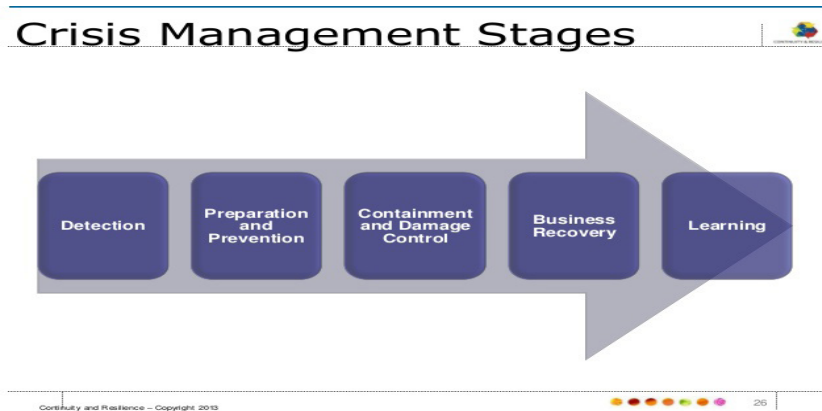 Crisis Management Stages
Detection
Preparation
and
Prevention
Containment
and Damage
Control
Business
Recovery
Learning
Continuity and Resilience – Copyright 2013
26